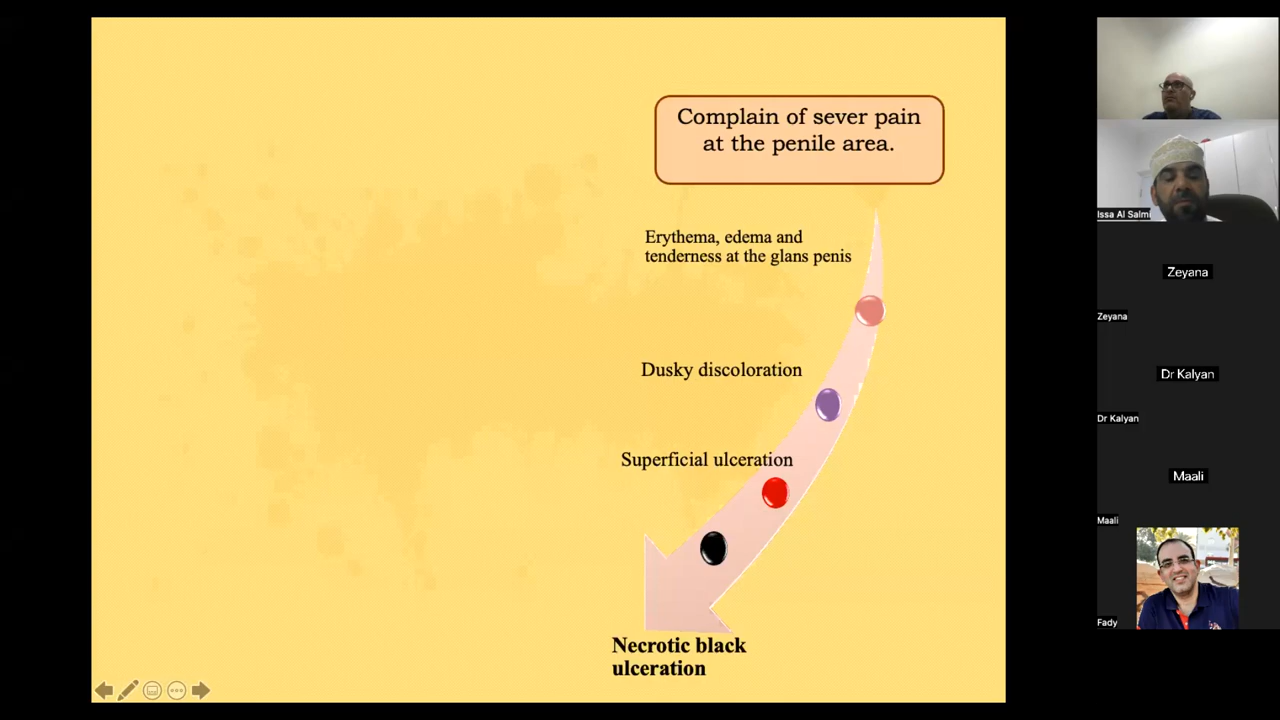 Complain of sever pain
at the penile area.
Erythema, edema and
tenderness at the glans penis
Dusky discoloration
Superficial ulceration
Necrotic black
ulceration
Issa Al Salmi
Zeyana
Zeyana
Dr Kalyan
Dr Kalyan
Maali
Maali
Fady